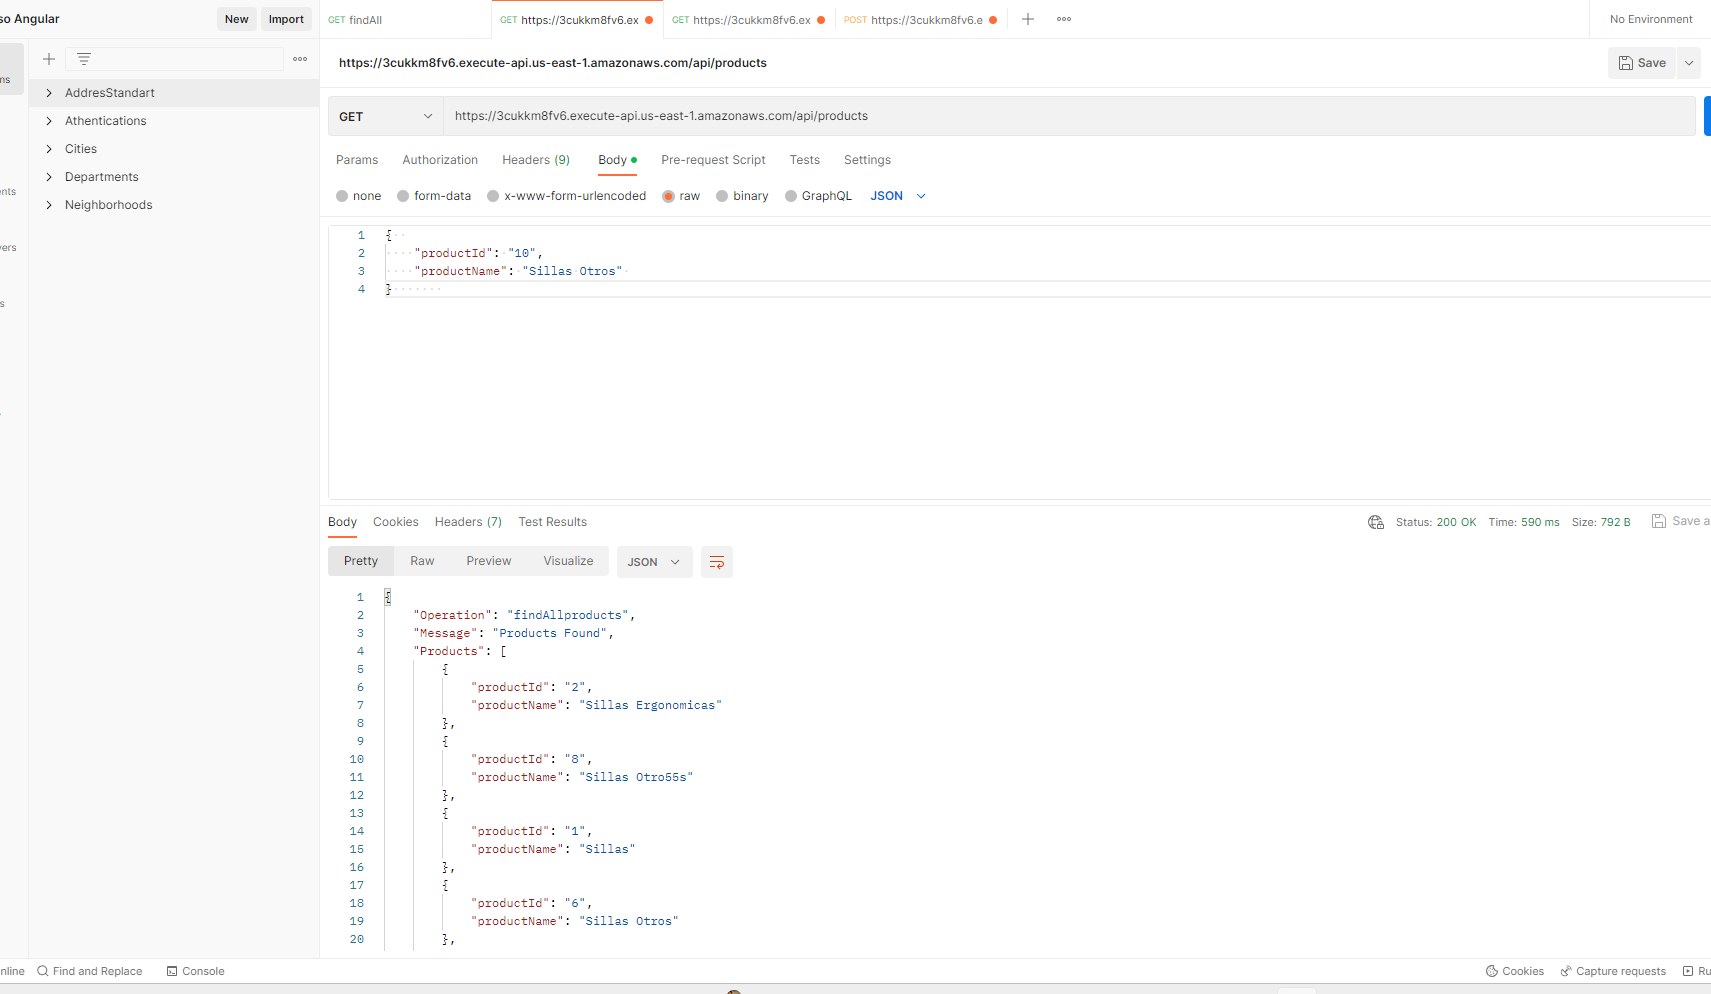 so Angular
New
Import
GET findAll
GET https://3cukkm8fv6.ex
GET https://3cukkm8fv6.ex
POST https://3cukkm8fv6.e
No Environment
https://3cukkm8fv6.execute-api.us-east-1.amazonaws.com/api/products
Save
ms
AddresStandart
Athentications
Cities
Departments
Neighborhoods
ents
vers
s
GET
https://3cukkm8fv6.execute-api.us-east-1.amazonaws.com/api/products
Params
Authorization
Headers (9)
Body
Pre-request Script
Tests
Settings
none
form-data
x-www-form-urlencoded
raw
binary
GraphQL
JSON
1 {
2 "productId": "10",
3 "productName": "Sillas Otros"
4 }
Body
Cookies
Headers (7)
Test Results
Status: 200 OK
Time: 590 ms
Size: 792 B
Save a
Pretty
Raw
Preview
Visualize
JSON
1 {
2 "Operation": "findAllproducts",
3 "Message": "Products Found",
4 "Products": [
5 {
6 "productId": "2",
7 "productName": "Sillas Ergonomicas"
8 },
9 {
10 "productId": "8",
11 "productName": "Sillas Otro55s"
12 },
13 {
14 "productId": "1",
15 "productName": "Sillas"
16 },
17 {
18 "productId": "6",
19 "productName": "Sillas Otros"
20 },
nline
Find and Replace
Console
Cookies
Capture requests
Ru